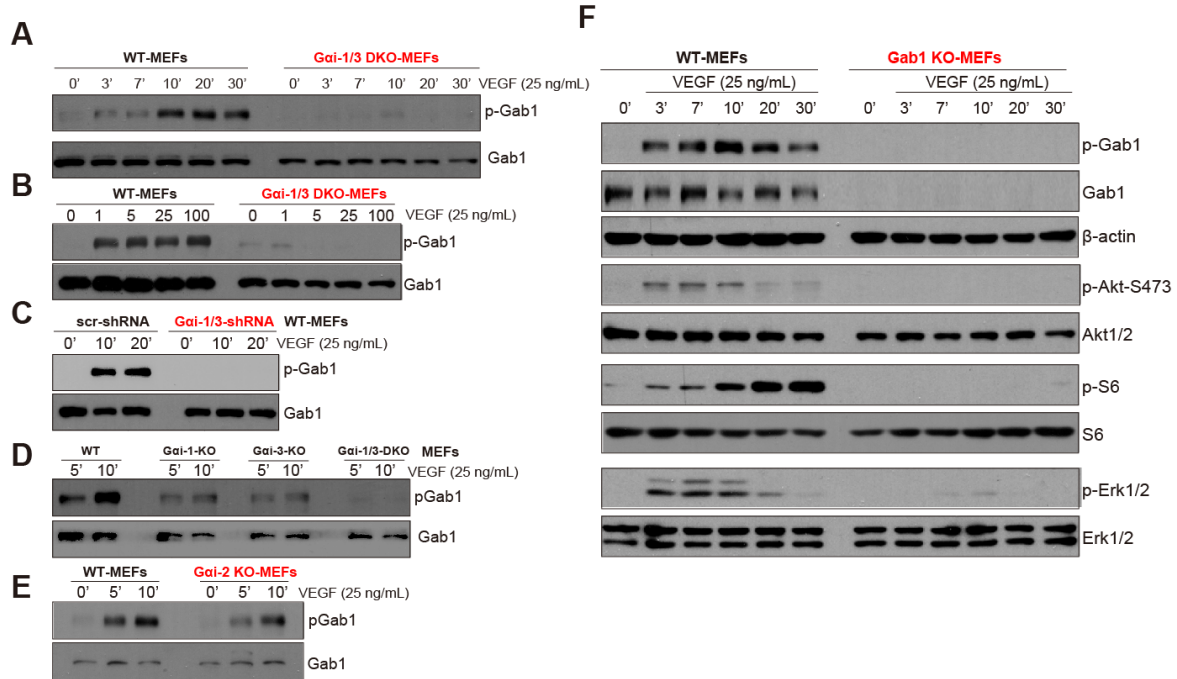 A
WT-MEFs Gαi-1/3 DKO-MEFs
0' 3' 7' 10' 20' 30' 0' 3' 7' 10' 20' 30' VEGF (25 ng/mL)
p-Gab1
Gab1
B
WT-MEFs Gαi-1/3 DKO-MEFs
0 1 5 25 100 0 1 5 25 100 VEGF (25 ng/mL)
p-Gab1
Gab1
C
scr-shRNA Gαi-1/3-shRNA WT-MEFs
0' 10' 20' 0' 10' 20' VEGF (25 ng/mL)
p-Gab1
Gab1
D
WT Gαi-1-KO Gαi-3-KO Gαi-1/3-DKO MEFs
5' 10' 5' 10' 5' 10' 5' 10' VEGF (25 ng/mL)
pGab1
Gab1
E
WT-MEFs Gαi-2 KO-MEFs
0' 5' 10' 0' 5' 10' VEGF (25 ng/mL)
pGab1
Gab1
F
WT-MEFs Gab1 KO-MEFs
VEGF (25 ng/mL) VEGF (25 ng/mL)
0' 3' 7' 10' 20' 30' 0' 3' 7' 10' 20' 30'
p-Gab1
Gab1
β-actin
p-Akt-S473
Akt1/2
p-S6
S6
p-Erk1/2
Erk1/2